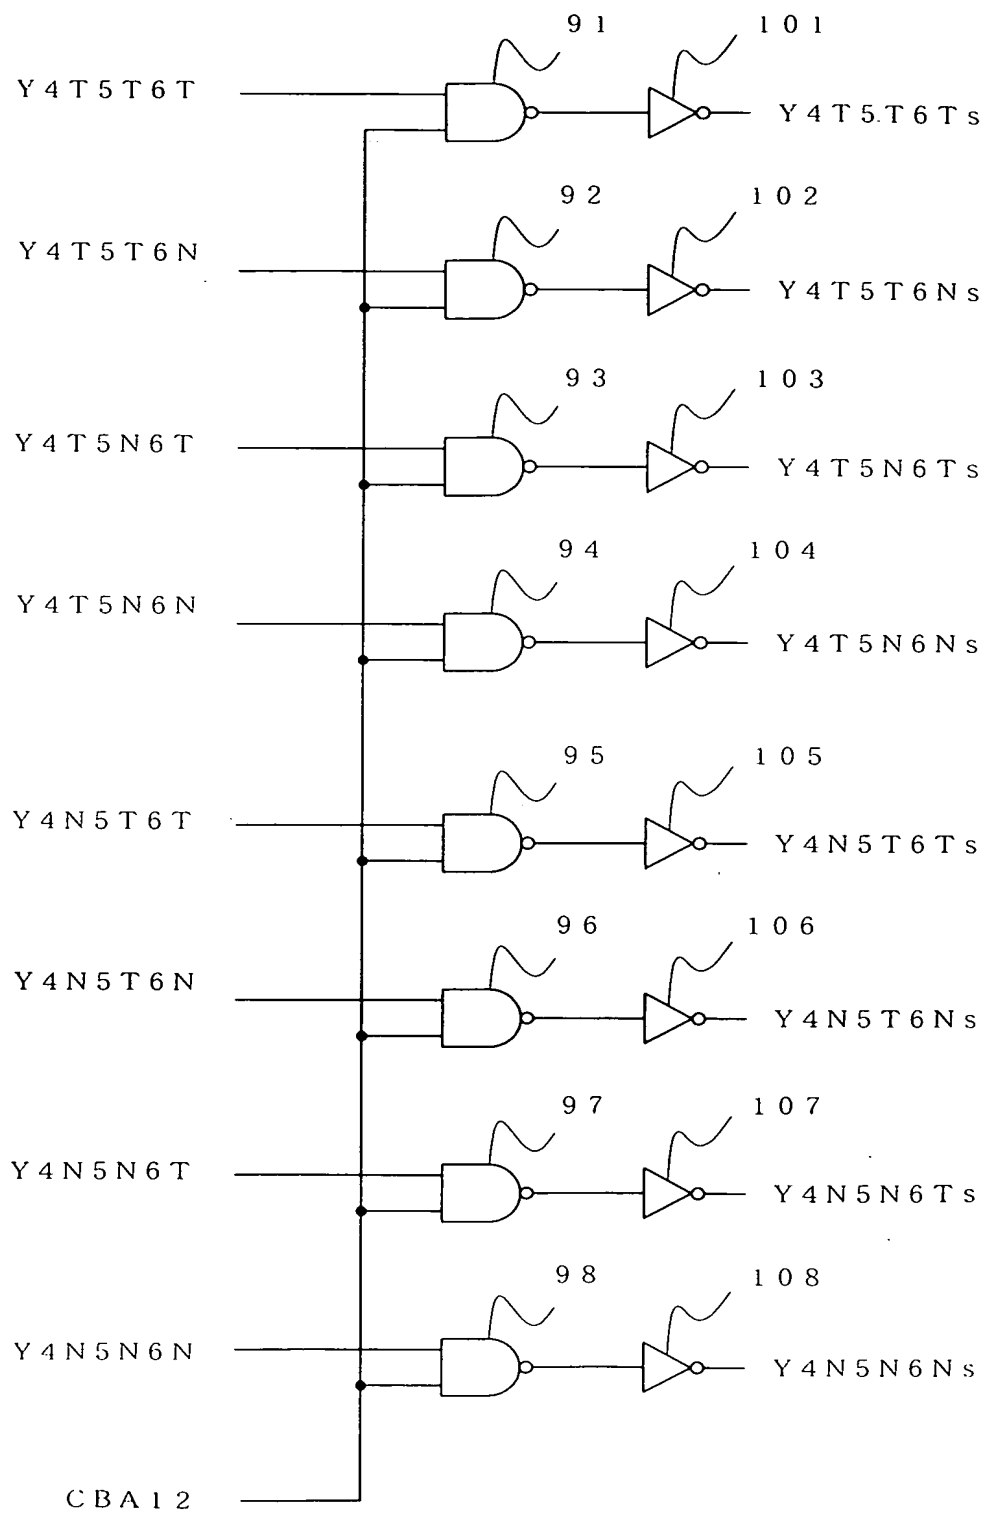 91
101
Y4T5T6T
Y4T5T6Ts
92
102
Y4T5T6N
Y4T5T6Ns
93
103
Y4T5N6T
Y4T5N6Ts
94
104
Y4T5N6N
Y4T5N6Ns
95
105
Y4N5T6T
Y4N5T6Ts
96
106
Y4N5T6N
Y4N5T6Ns
97
107
Y4N5N6T
Y4N5N6Ts
98
108
Y4N5N6N
Y4N5N6Ns
CBA12